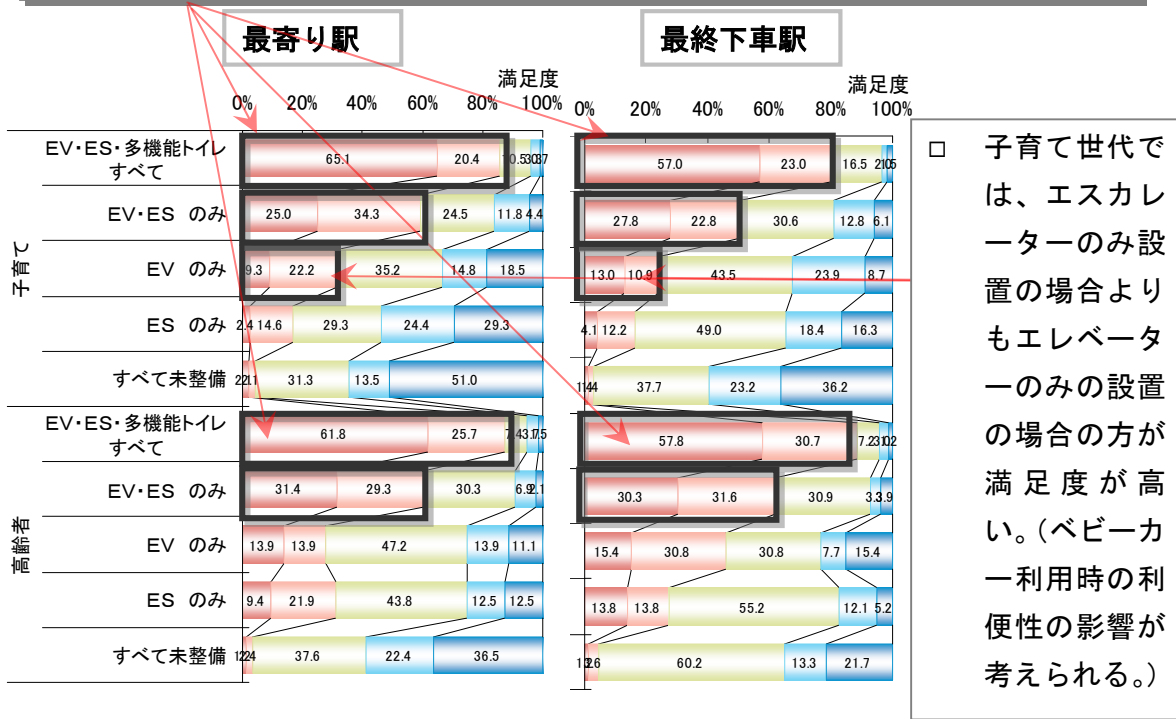 最寄り駅
最終下車駅
満足度
0% 20% 40% 60% 80% 100%
満足度
0% 20% 40% 60% 80% 100%
子育て
EV・ES・多機能トイレ
すべて
65.1 20.4 10.5 3.0
57.0 23.0 16.5
EV・ES のみ
25.0 34.3 24.5 11.8 4.4
27.8 22.8 30.6 12.8 6.1
EV のみ
9.3 22.2 35.2 14.8 18.5
13.0 10.9 43.5 23.9 8.7
ES のみ
2.4 14.6 29.3 24.4 29.3
4.1 12.2 49.0 18.4 16.3
すべて未整備
31.3 13.5 51.0
37.7 23.2 36.2
高齢者
EV・ES・多機能トイレ
すべて
61.8 25.7
57.8 30.7 7.2
EV・ES のみ
31.4 29.3 30.3 6.9 2.1
30.3 31.6 30.9 3.3 3.9
EV のみ
13.9 13.9 47.2 13.9 11.1
15.4 30.8 30.8 7.7 15.4
ES のみ
9.4 21.9 43.8 12.5 12.5
13.8 13.8 55.2 12.1 5.2
すべて未整備
37.6 22.4 36.5
60.2 13.3 21.7
□ 子育て世代で
は、エスカレ
ーターのみ設
置の場合より
もエレベータ
ーのみの設置
の場合の方が
満足度が高
い。(ベビーカ
ー利用時の利
便性の影響が
考えられる。)